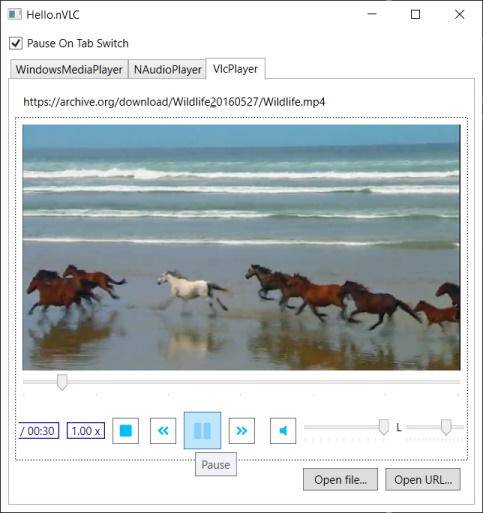 Hello.nVLC
Pause On Tab Switch
WindowsMediaPlayer NAudioPlayer VlcPlayer
https://archive.org/download/Wildlife20160527/Wildlife.mp4
/ 00:30 1.00 x L
Pause
Open file... Open URL...